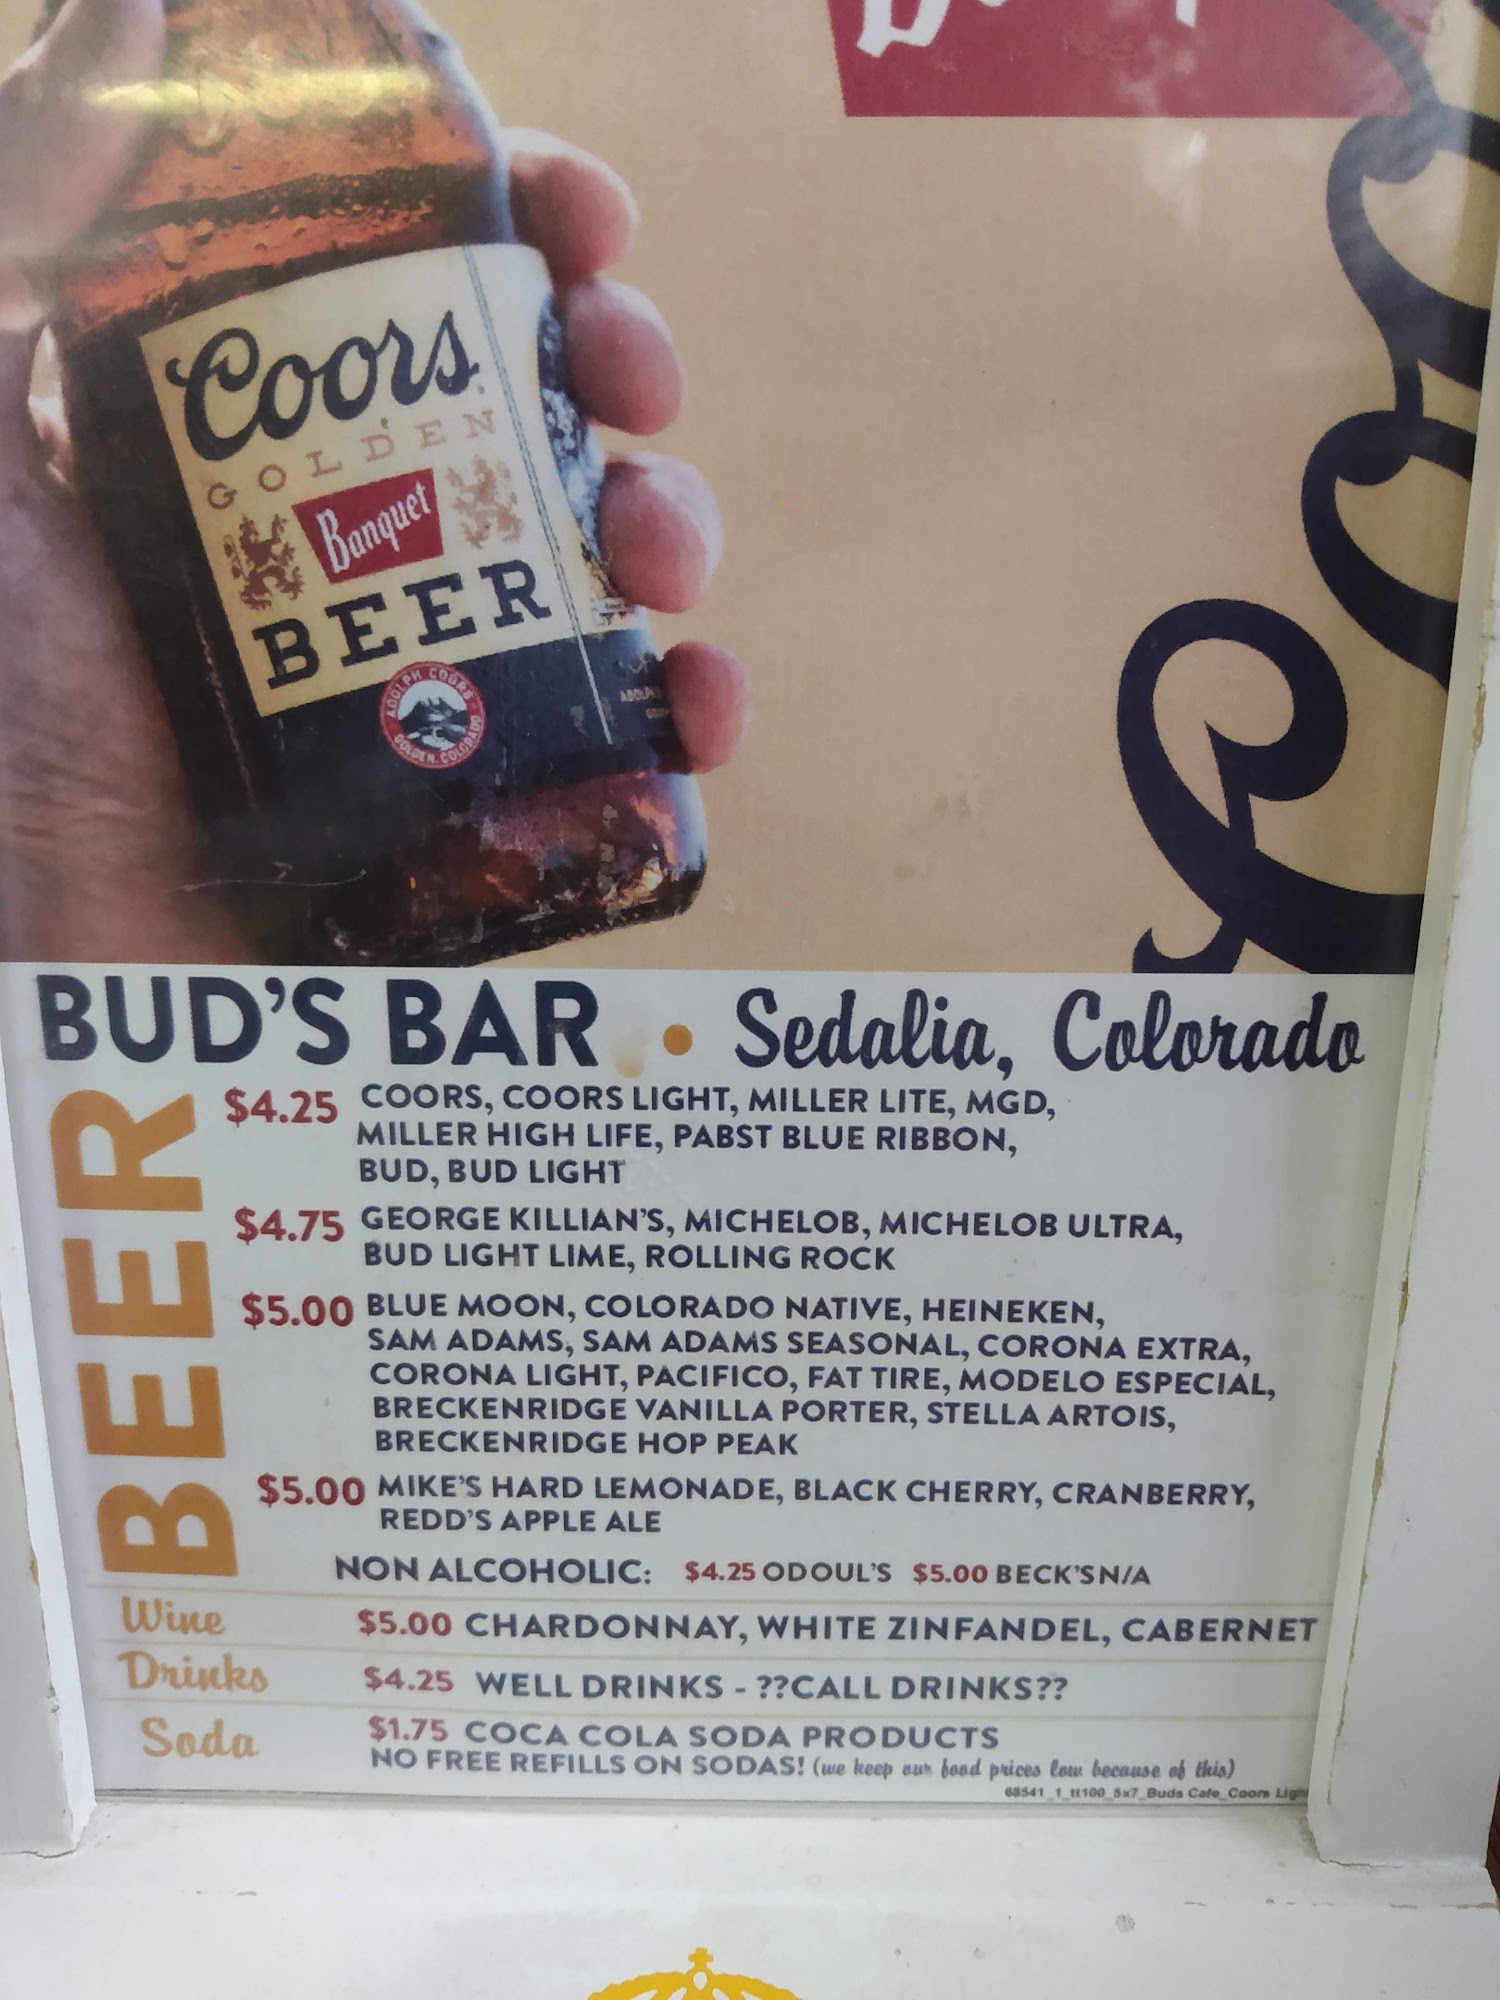 Coors
GOLDEN
Banquet
BEER
ADOLPH COORS
GOLDEN, COLORADO
BUD'S BAR • Sedalia, Colorado
BEER
$4.25 COORS, COORS LIGHT, MILLER LITE, MGD,
MILLER HIGH LIFE, PABST BLUE RIBBON,
BUD, BUD LIGHT
$4.75 GEORGE KILLIAN'S, MICHELOB, MICHELOB ULTRA,
BUD LIGHT LIME, ROLLING ROCK
$5.00 BLUE MOON, COLORADO NATIVE, HEINEKEN,
SAM ADAMS, SAM ADAMS SEASONAL, CORONA EXTRA,
CORONA LIGHT, PACIFICO, FAT TIRE, MODELO ESPECIAL,
BRECKENRIDGE VANILLA PORTER, STELLA ARTOIS,
BRECKENRIDGE HOP PEAK
$5.00 MIKE'S HARD LEMONADE, BLACK CHERRY, CRANBERRY,
REDD'S APPLE ALE
NON ALCOHOLIC: $4.25 ODOUL'S $5.00 BECK'S N/A
Wine $5.00 CHARDONNAY, WHITE ZINFANDEL, CABERNET
Drinks $4.25 WELL DRINKS - ??CALL DRINKS??
Soda $1.75 COCA COLA SODA PRODUCTS
NO FREE REFILLS ON SODAS! (we keep our food prices low because of this)
68541_1_tt100_5x7_Buds Cafe_Coors Ligh